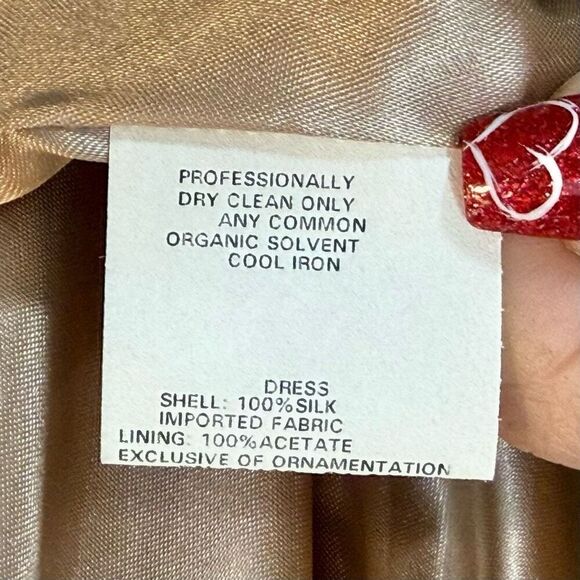 PROFESSIONALLY
DRY CLEAN ONLY
ANY COMMON
ORGANIC SOLVENT
COOL IRON
DRESS
SHELL: 100%SILK
IMPORTED FABRIC
LINING: 100%ACETATE
EXCLUSIVE OF ORNAMENTATION